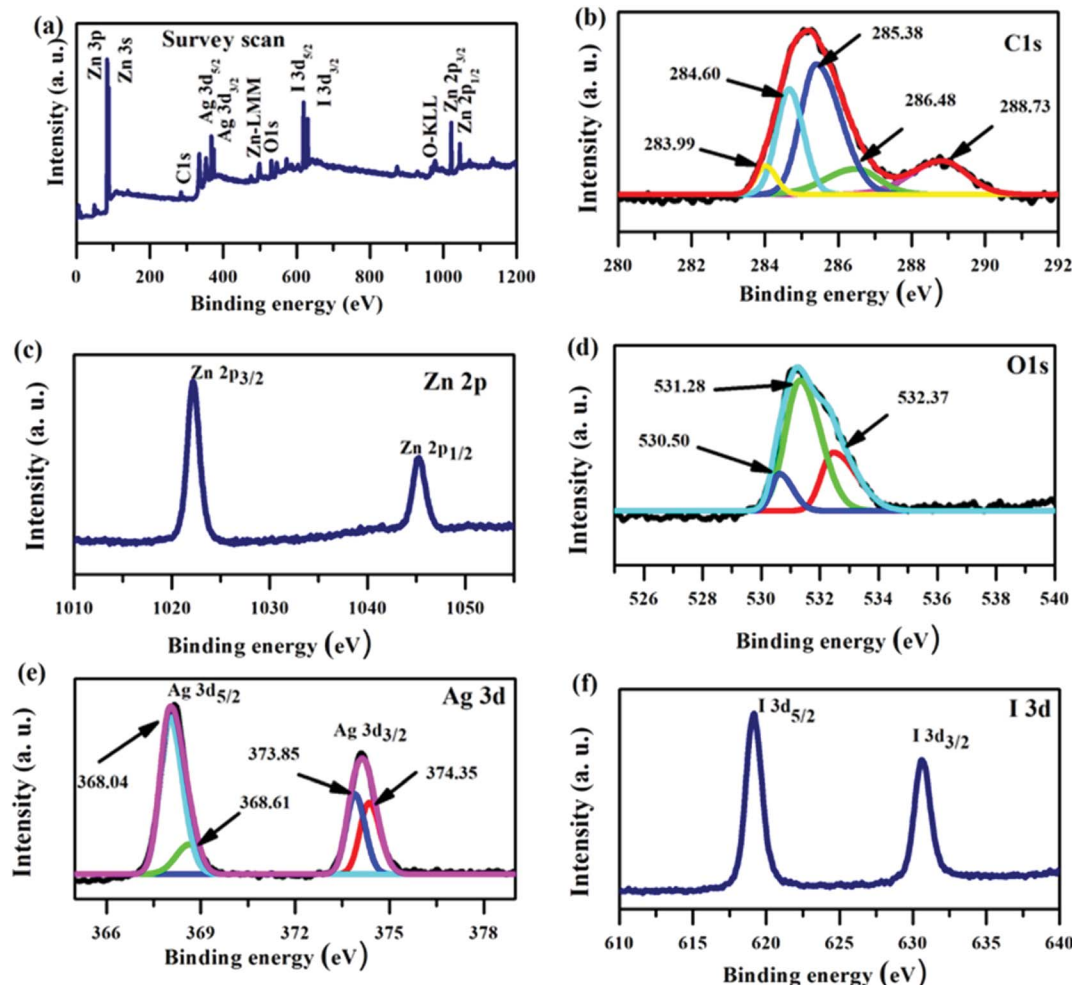 (a)
Survey scan
Zn 3p
Zn 3s
C1s
Ag 3d5/2
Ag 3d3/2
Zn-LMM
O1s
I 3d5/2
I 3d3/2
O-KLL
Zn 2p3/2
Zn 2p1/2
Intensity (a. u.)
0 200 400 600 800 1000 1200
Binding energy (eV)
(b)
C1s
285.38
284.60
286.48
288.73
283.99
Intensity (a. u.)
280 282 284 286 288 290 292
Binding energy (eV)
(c)
Zn 2p3/2
Zn 2p
Zn 2p1/2
Intensity (a. u.)
1010 1020 1030 1040 1050
Binding energy (eV)
(d)
O1s
531.28
532.37
530.50
Intensity (a. u.)
526 528 530 532 534 536 538 540
Binding energy (eV)
(e)
Ag 3d5/2
Ag 3d
Ag 3d3/2
373.85
374.35
368.04
368.61
Intensity (a. u.)
366 369 372 375 378
Binding energy (eV)
(f)
I 3d5/2
I 3d
I 3d3/2
Intensity (a. u.)
610 615 620 625 630 635 640
Binding energy (eV)